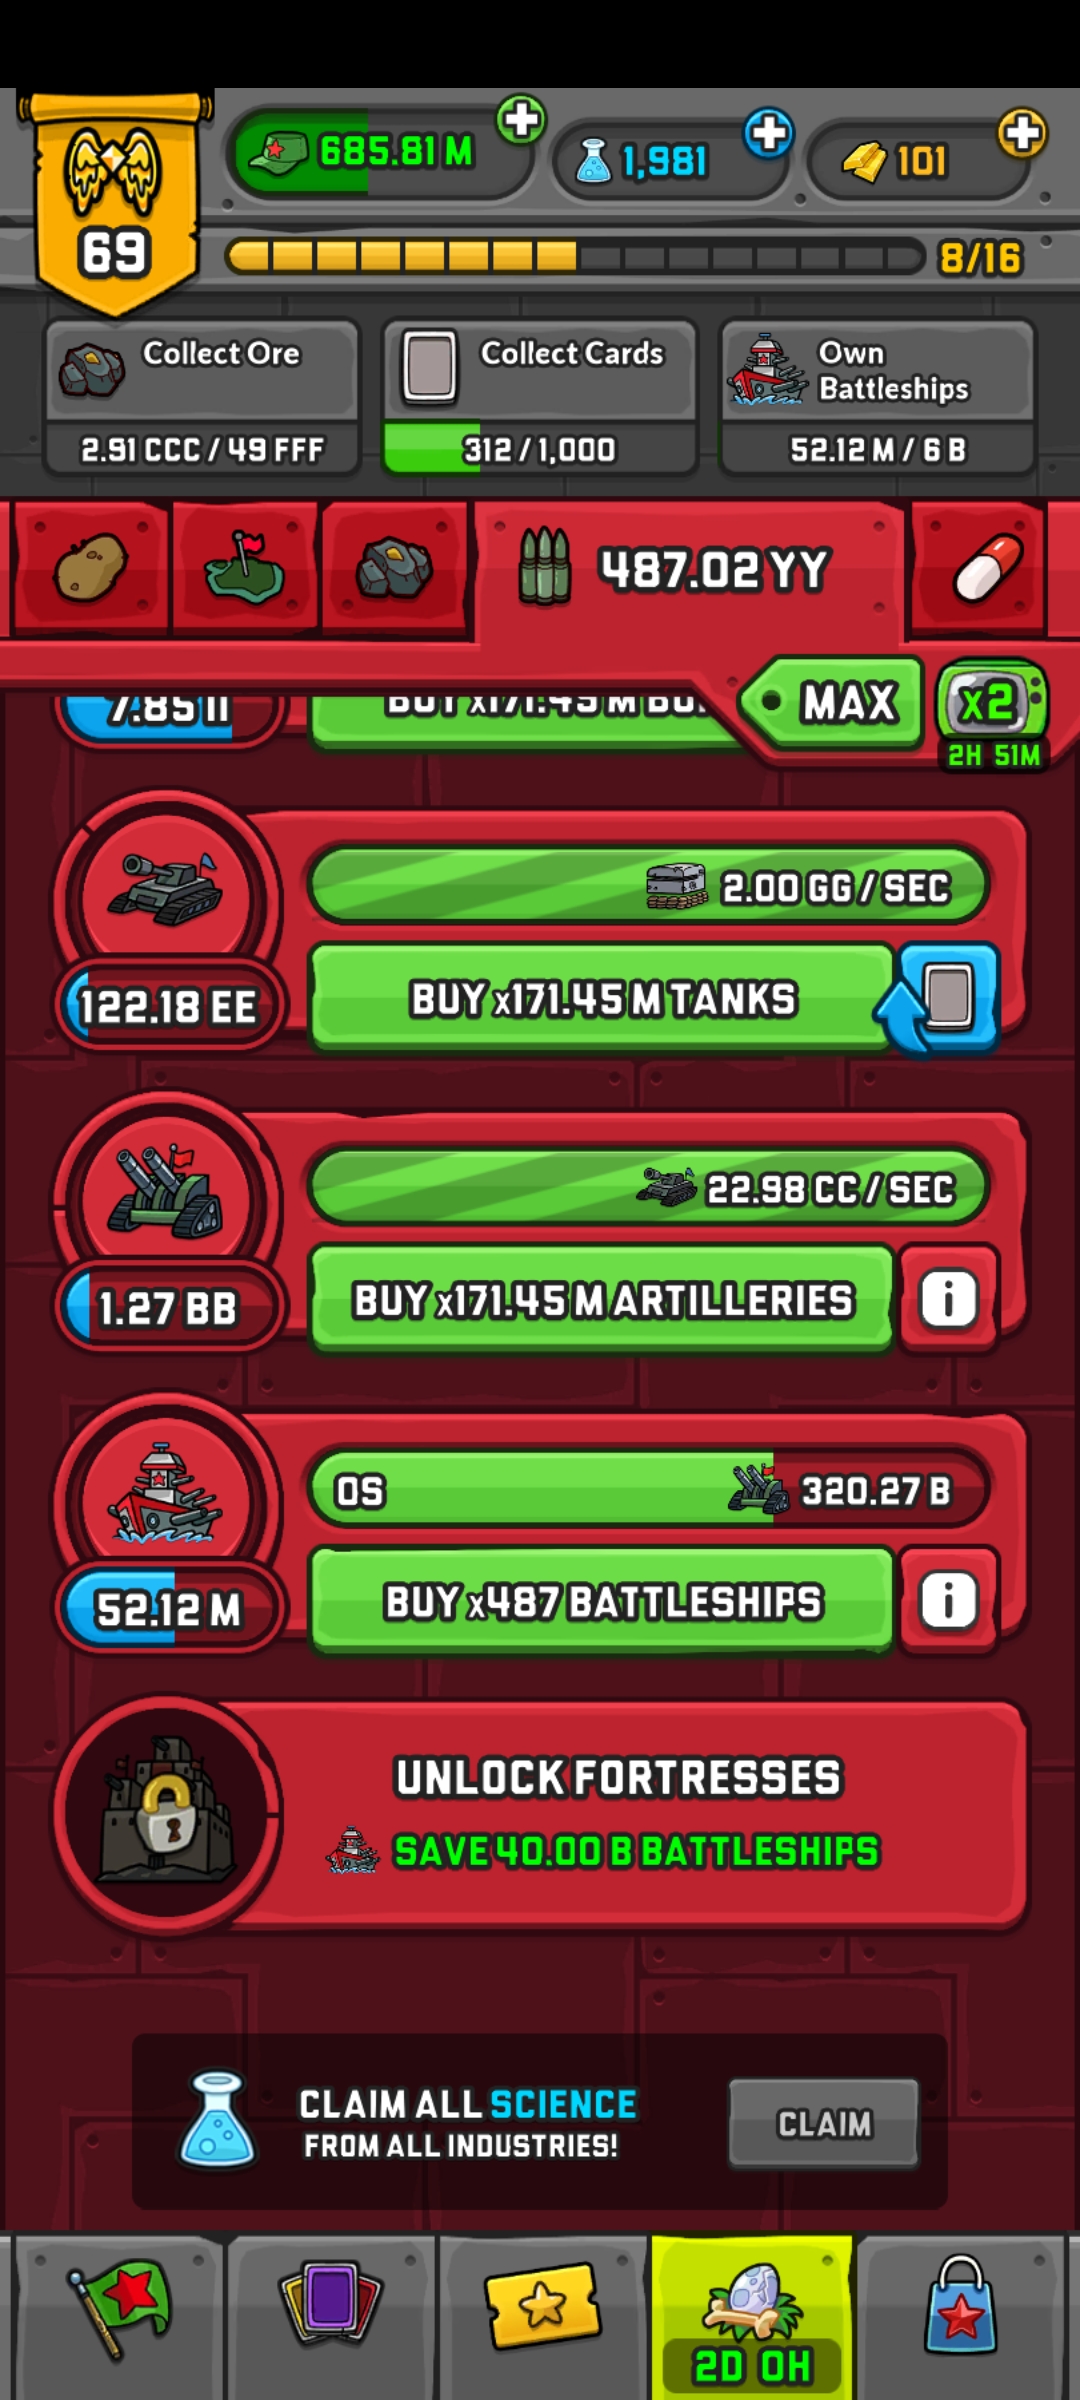 69
685.81 M
1,981
101
8/16
Collect Ore
2.91 CCC / 49 FFF
Collect Cards
312 / 1,000
Own
Battleships
52.12 M / 6 B
487.02 YY
MAX
x2
2H 51M
7.85 II
BUY x171.45 M
2.00 GG / SEC
122.18 EE
BUY x171.45 M TANKS
22.98 CC / SEC
1.27 BB
BUY x171.45 M ARTILLERIES
i
0S
320.27 B
52.12 M
BUY x487 BATTLESHIPS
i
UNLOCK FORTRESSES
SAVE 40.00 B BATTLESHIPS
CLAIM ALL SCIENCE
FROM ALL INDUSTRIES!
CLAIM
2D 0H